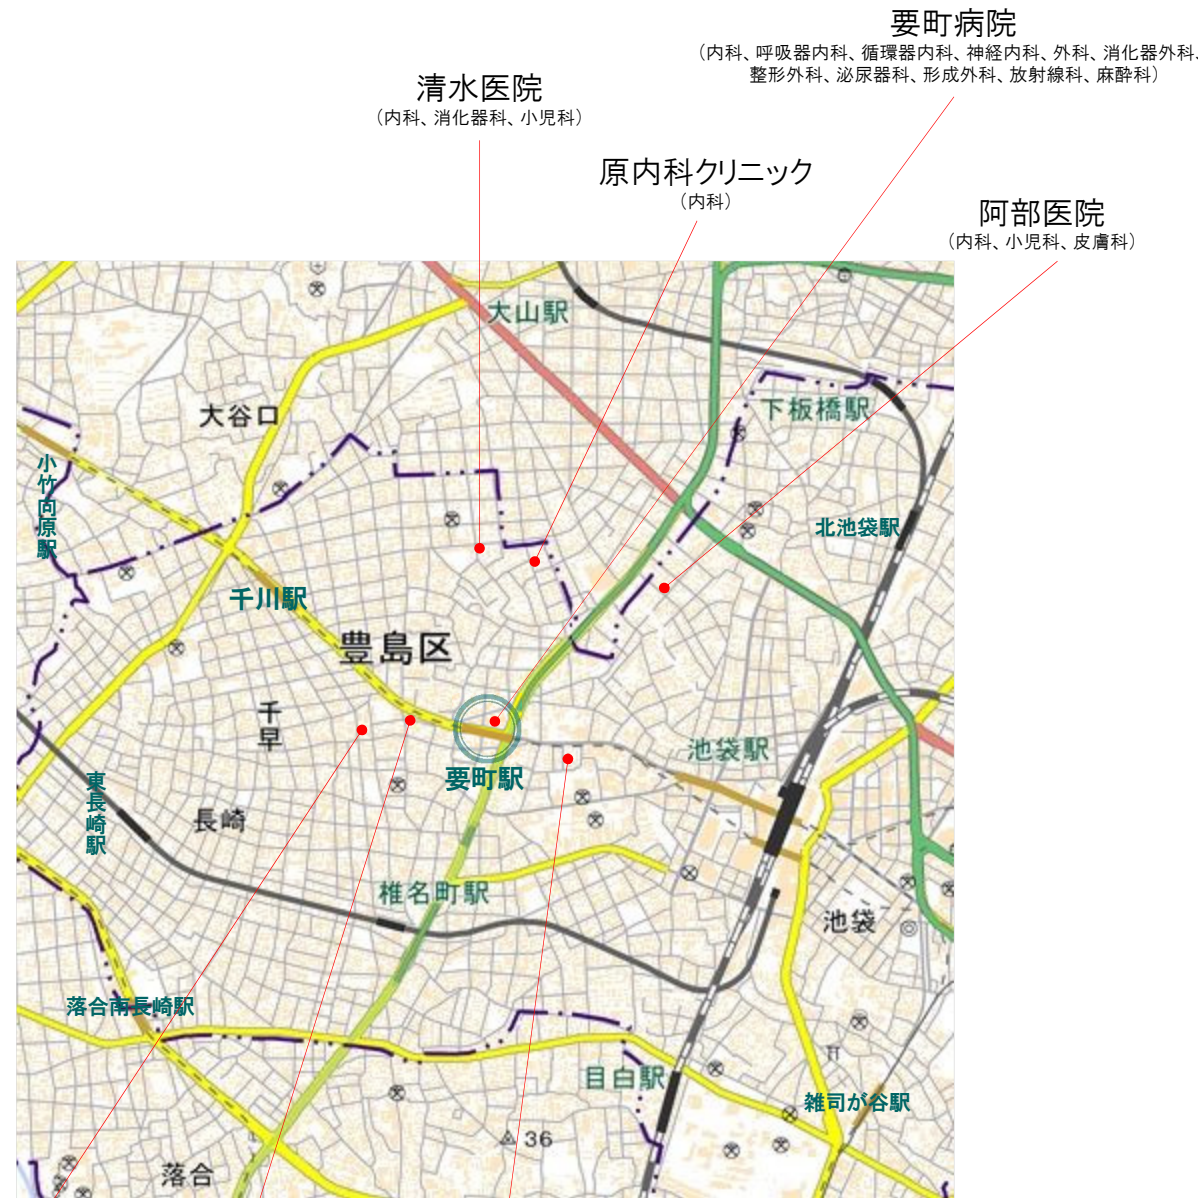 要町病院
（内科、呼吸器内科、循環器内科、神経内科、外科、消化器外科、
整形外科、泌尿器科、形成外科、放射線科、麻酔科）
清水医院
（内科、消化器科、小児科）
原内科クリニック
（内科）
阿部医院
（内科、小児科、皮膚科）
大山駅
下板橋駅
大谷口
小竹向原駅
北池袋駅
千川駅
豊島区
千早
池袋駅
要町駅
東長崎駅
長崎
椎名町駅
池袋
落合南長崎駅
目白駅
雑司が谷駅
36
落合